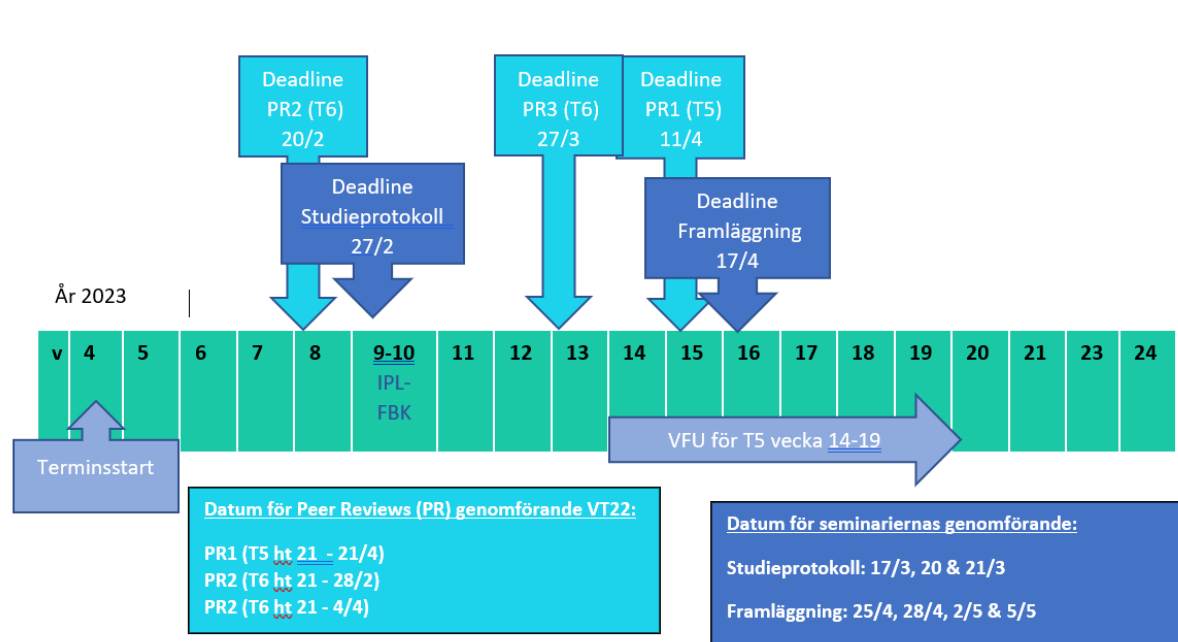 Deadline
PR2 (T6)
20/2
Deadline
PR3 (T6)
27/3
Deadline
PR1 (T5)
11/4
Deadline
Studieprotokoll
27/2
Deadline
Framläggning
17/4
År 2023
v 4 5 6 7 8 9-10 11 12 13 14 15 16 17 18 19 20 21 23 24
IPL-
FBK
VFU för T5 vecka 14-19
Terminsstart
Datum för Peer Reviews (PR) genomförande VT22:
PR1 (T5 ht 21 - 21/4)
PR2 (T6 ht 21 - 28/2)
PR2 (T6 ht 21 - 4/4)
Datum för seminariernas genomförande:
Studieprotokoll: 17/3, 20 & 21/3
Framläggning: 25/4, 28/4, 2/5 & 5/5